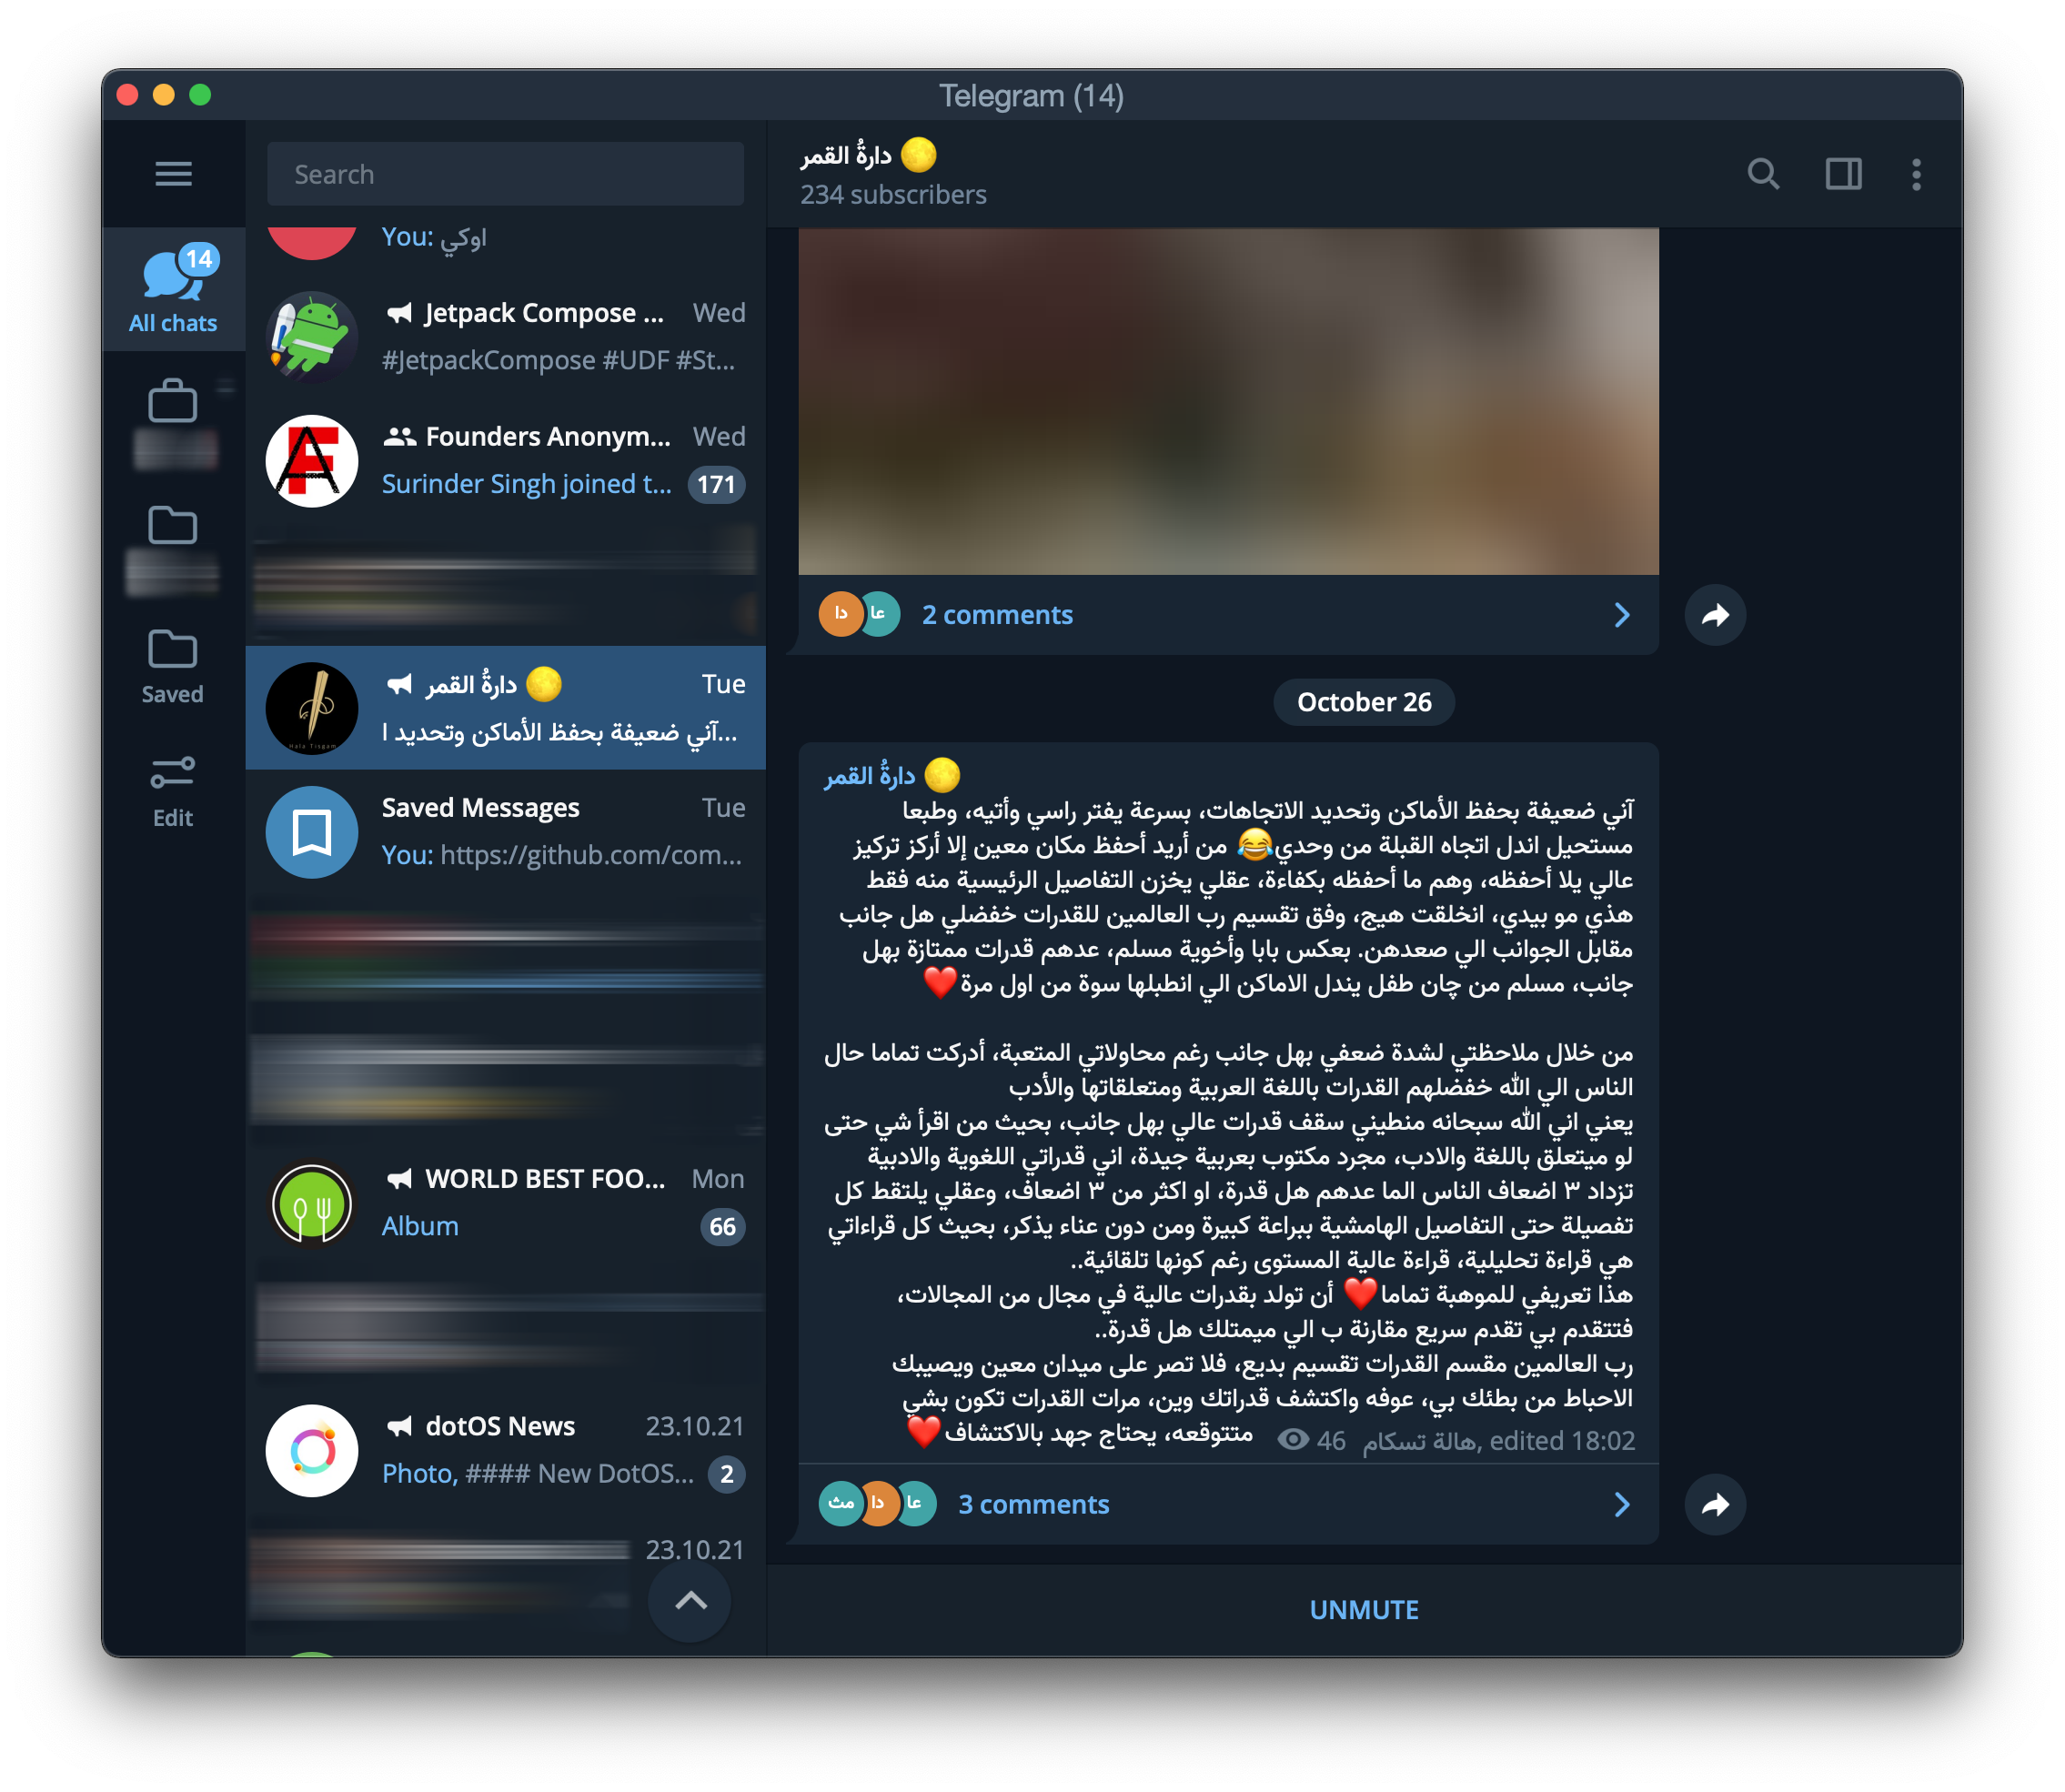 Telegram (14)
Search
You: اوكي
14
All chats
Jetpack Compose ... Wed
#JetpackCompose #UDF #St...
Founders Anonym... Wed
Surinder Singh joined t... 171
دارةُ القمر 🌕 Tue
آني ضعيفة بحفظ الأماكن وتحديد ا...
Hala Tisgam
Saved Messages Tue
You: https://github.com/com...
WORLD BEST FOO... Mon
Album 66
dotOS News 23.10.21
Photo, #### New DotOS... 2
23.10.21
Saved
Edit
دارةُ القمر 🌕
234 subscribers
دا عا 2 comments
October 26
دارةُ القمر 🌕
آني ضعيفة بحفظ الأماكن وتحديد الاتجاهات، بسرعة يفتر راسي وأتيه، وطبعا
مستحيل اندل اتجاه القبلة من وحدي😂 من أريد أحفظ مكان معين إلا أركز تركيز
عالي يلا أحفظه، وهم ما أحفظه بكفاءة، عقلي يخزن التفاصيل الرئيسية منه فقط
هذي مو بيدي، انخلقت هيج، وفق تقسيم رب العالمين للقدرات خفضلي هل جانب
مقابل الجوانب الي صعدهن. بعكس بابا وأخوية مسلم، عدهم قدرات ممتازة بهل
جانب، مسلم من چان طفل يندل الاماكن الي انطبلها سوة من اول مرة❤️
من خلال ملاحظتي لشدة ضعفي بهل جانب رغم محاولاتي المتعبة، أدركت تماما حال
الناس الي الله خفضلهم القدرات باللغة العربية ومتعلقاتها والأدب
يعني اني الله سبحانه منطيني سقف قدرات عالي بهل جانب، بحيث من اقرأ شي حتى
لو ميتعلق باللغة والادب، مجرد مكتوب بعربية جيدة، اني قدراتي اللغوية والادبية
تزداد ٣ اضعاف الناس الما عدهم هل قدرة، او اكثر من ٣ اضعاف، وعقلي يلتقط كل
تفصيلة حتى التفاصيل الهامشية ببراعة كبيرة ومن دون عناء يذكر، بحيث كل قراءاتي
هي قراءة تحليلية، قراءة عالية المستوى رغم كونها تلقائية..
هذا تعريفي للموهبة تماما❤️ أن تولد بقدرات عالية في مجال من المجالات،
فتتقدم بي تقدم سريع مقارنة ب الي ميمتلك هل قدرة..
رب العالمين مقسم القدرات تقسيم بديع، فلا تصر على ميدان معين ويصيبك
الاحباط من بطئك بي، عوفه واكتشف قدراتك وين، مرات القدرات تكون بشي
متتوقعه، يحتاج جهد بالاكتشاف❤️
46 هالة تسكام, edited 18:02
مث دا عا 3 comments
UNMUTE